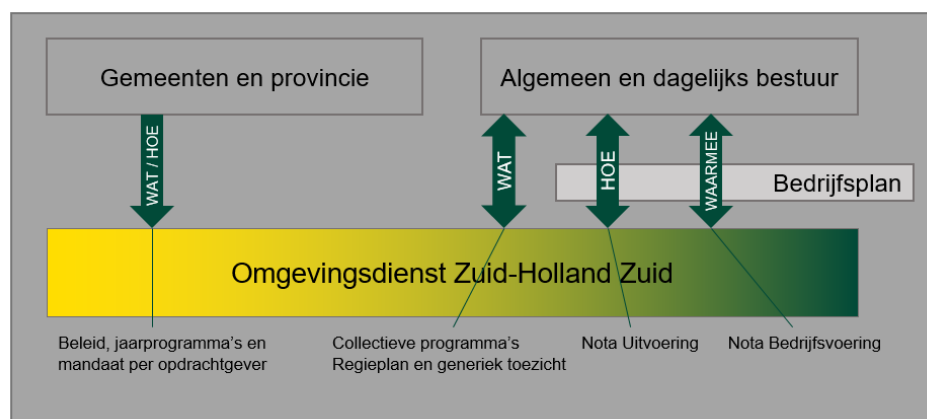 Gemeenten en provincie
Algemeen en dagelijks bestuur
WAT / HOE
WAT
HOE
WAARMEE
Bedrijfsplan
Omgevingsdienst Zuid-Holland Zuid
Beleid, jaarprogramma's en
mandaat per opdrachtgever
Collectieve programma's
Regieplan en generiek toezicht
Nota Uitvoering
Nota Bedrijfsvoering